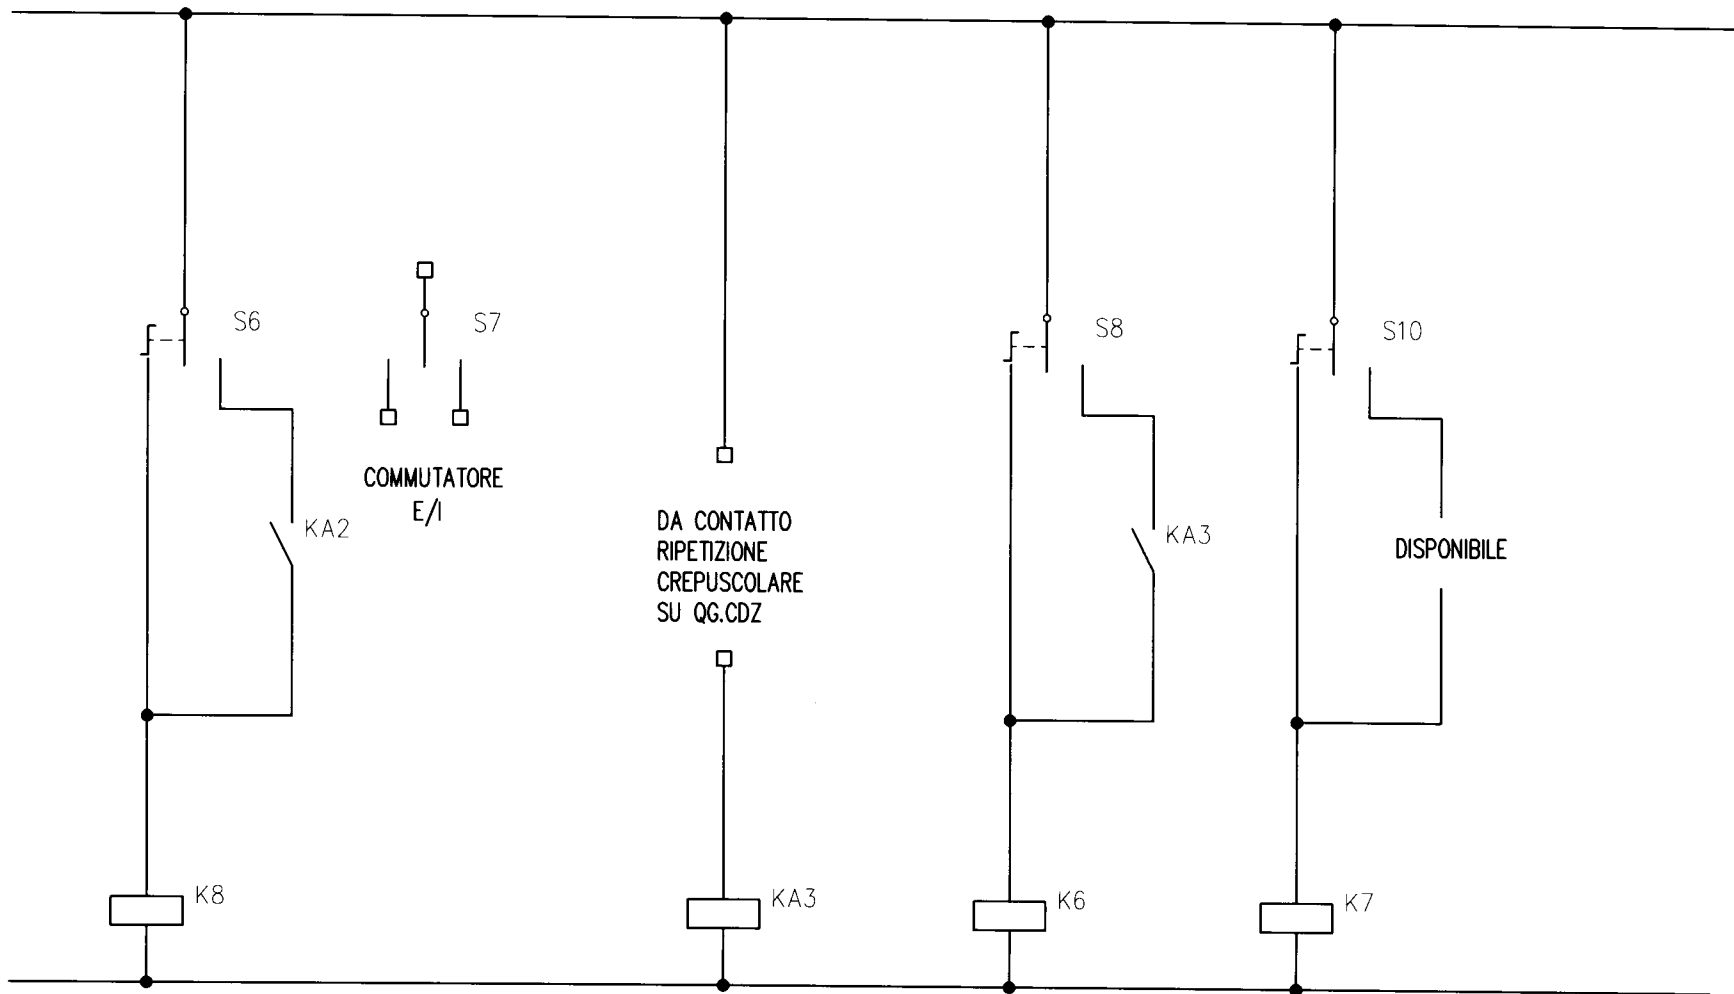 S6
S7
S8
S10
COMMUTATORE
E/I
KA2
DA CONTATTO
RIPETIZIONE
CREPUSCOLARE
SU QG.CDZ
KA3
DISPONIBILE
K8
KA3
K6
K7